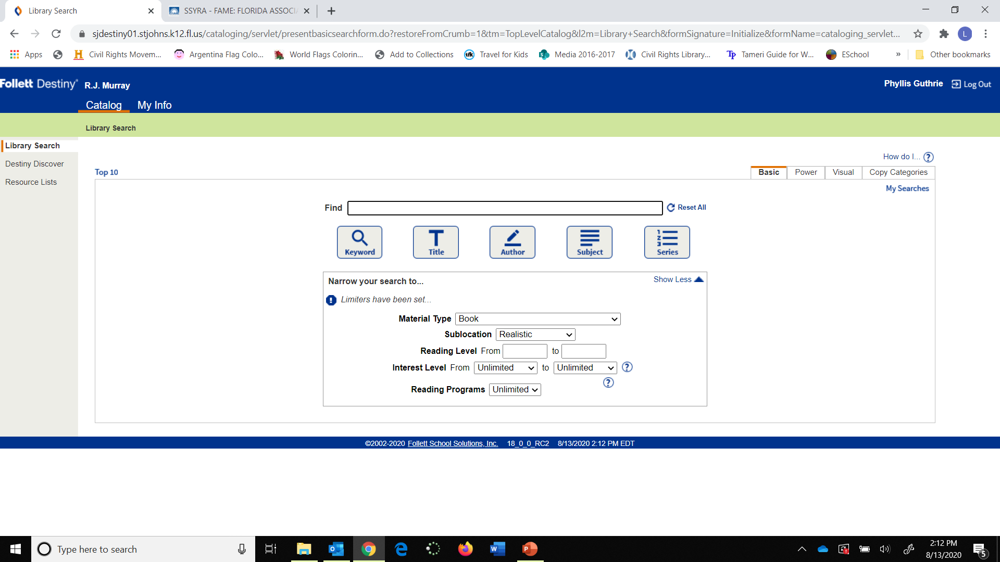 Library Search
SSYRA - FAME: FLORIDA ASSOCI
sjdestiny01.stjohns.k12.fl.us/cataloging/servlet/presentbasicsearchform.do?restoreFromCrumb=1&tm=TopLevelCatalog&l2m=Library+Search&formSignature=Initialize&formName=cataloging_servlet...
Apps H Civil Rights Movem... Argentina Flag Colo... World Flags Colorin... Add to Collections tfk Travel for Kids S Media 2016-2017 Civil Rights Library... TP Tameri Guide for W... ESchool » Other bookmarks
L
Follett Destiny R.J. Murray
Phyllis Guthrie Log Out
Catalog My Info
Library Search
Library Search
Destiny Discover
Resource Lists
How do I... ?
Top 10
Basic Power Visual Copy Categories
My Searches
Find Reset All
Keyword T Title Author Subject 1 2 3 Series
Narrow your search to... Show Less
! Limiters have been set...
Material Type Book
Sublocation Realistic
Reading Level From to
Interest Level From Unlimited to Unlimited ?
?
Reading Programs Unlimited
©2002-2020 Follett School Solutions, Inc. 18_0_0_RC2 8/13/2020 2:12 PM EDT
Type here to search
2:12 PM
8/13/2020
5